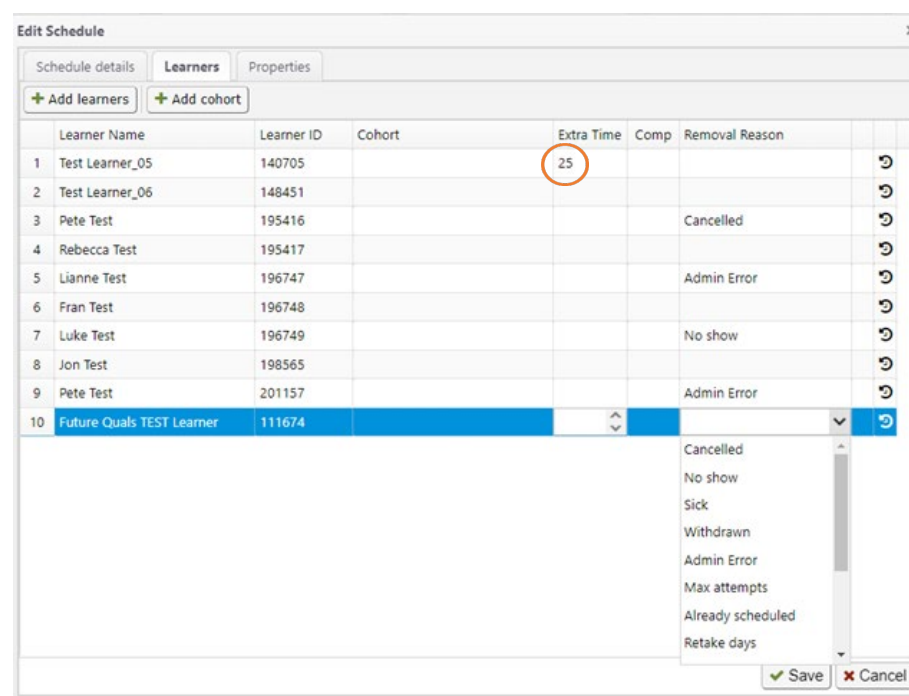 Edit Schedule
Schedule details Learners Properties
+ Add learners + Add cohort
Learner Name Learner ID Cohort Extra Time Comp Removal Reason
1 Test Learner_05 140705 25
2 Test Learner_06 148451
3 Pete Test 195416 Cancelled
4 Rebecca Test 195417
5 Lianne Test 196747 Admin Error
6 Fran Test 196748
7 Luke Test 196749 No show
8 Jon Test 198565
9 Pete Test 201157 Admin Error
10 Future Quals TEST Learner 111674
Cancelled
No show
Sick
Withdrawn
Admin Error
Max attempts
Already scheduled
Retake days
Save Cancel